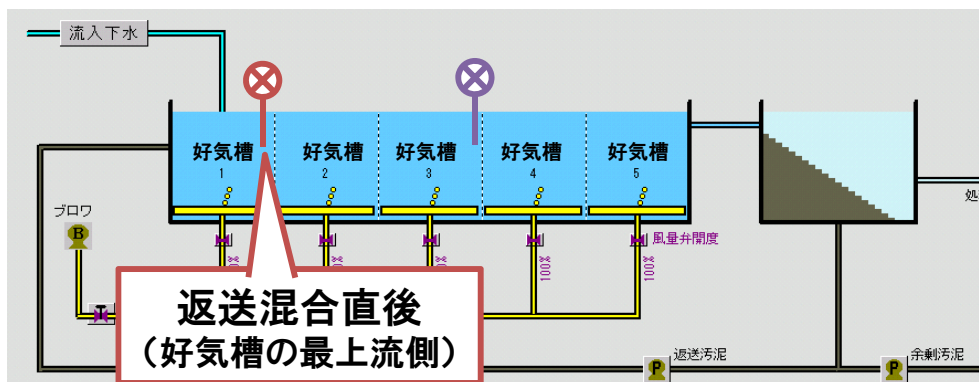 流入下水
好気槽 好気槽 好気槽 好気槽 好気槽
1 2 3 4 5
ブロワ
B
風量弁開度
100% 100%
返送混合直後
（好気槽の最上流側）
返送汚泥
余剰汚泥
P
P
処